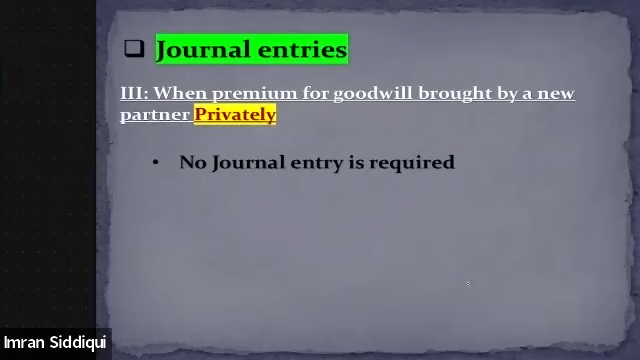 Journal entries
III: When premium for goodwill brought by a new
partner Privately
• No Journal entry is required
Imran Siddiqui